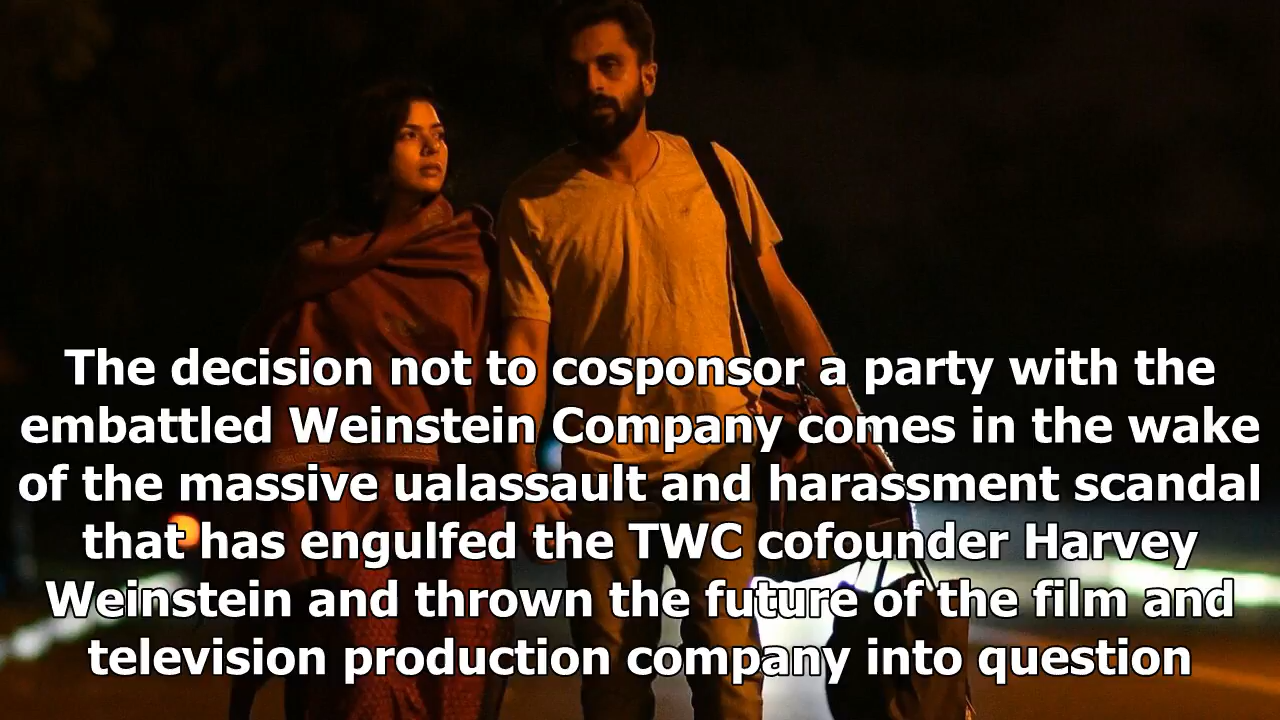 The decision not to cosponsor a party with the
embattled Weinstein Company comes in the wake
of the massive ualassault and harassment scandal
that has engulfed the TWC cofounder Harvey
Weinstein and thrown the future of the film and
television production company into question